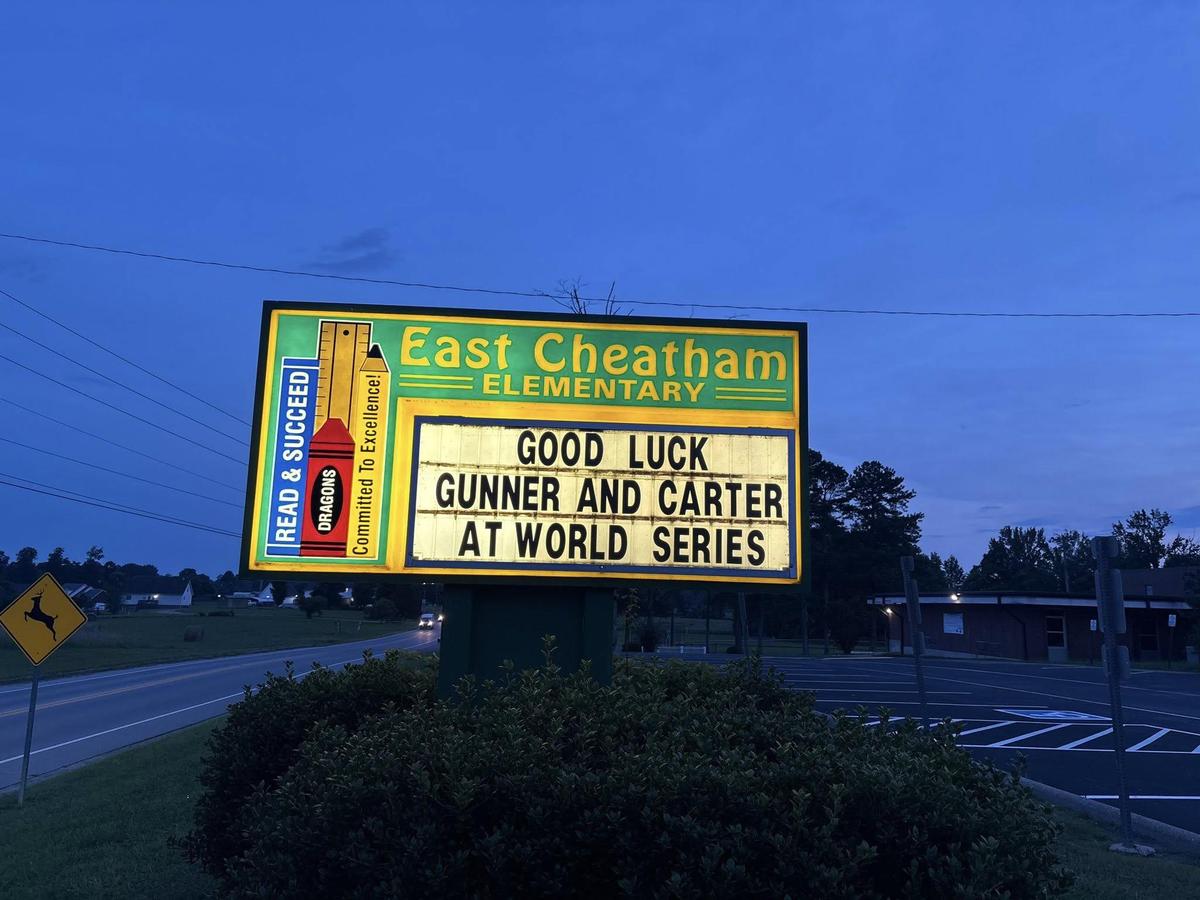 East Cheatham
ELEMENTARY
READ & SUCCEED
DRAGONS
Committed To Excellence!
GOOD LUCK
GUNNER AND CARTER
AT WORLD SERIES